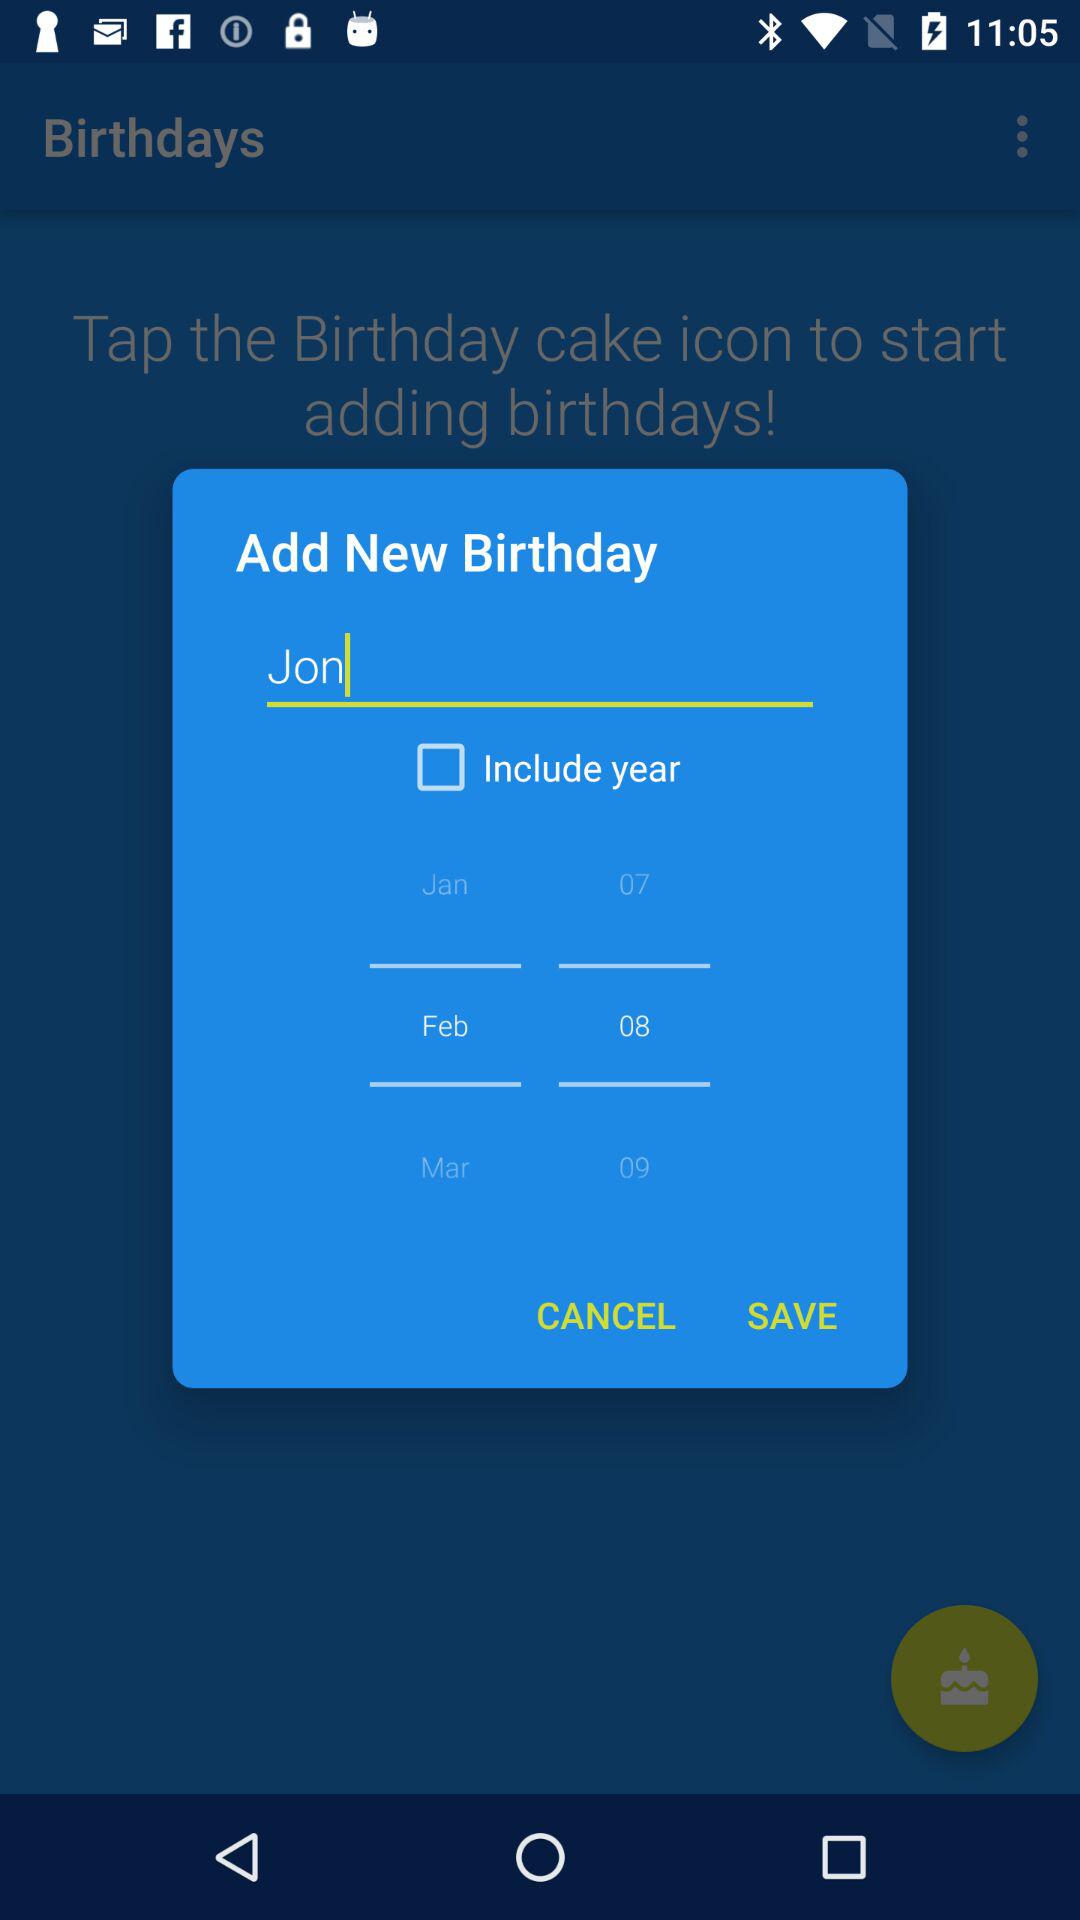 11:05
Birthdays
Tap the Birthday cake icon to start
adding birthdays!
Add New Birthday
Jon
Include year
Jan 07
Feb 08
Mar 09
CANCEL SAVE